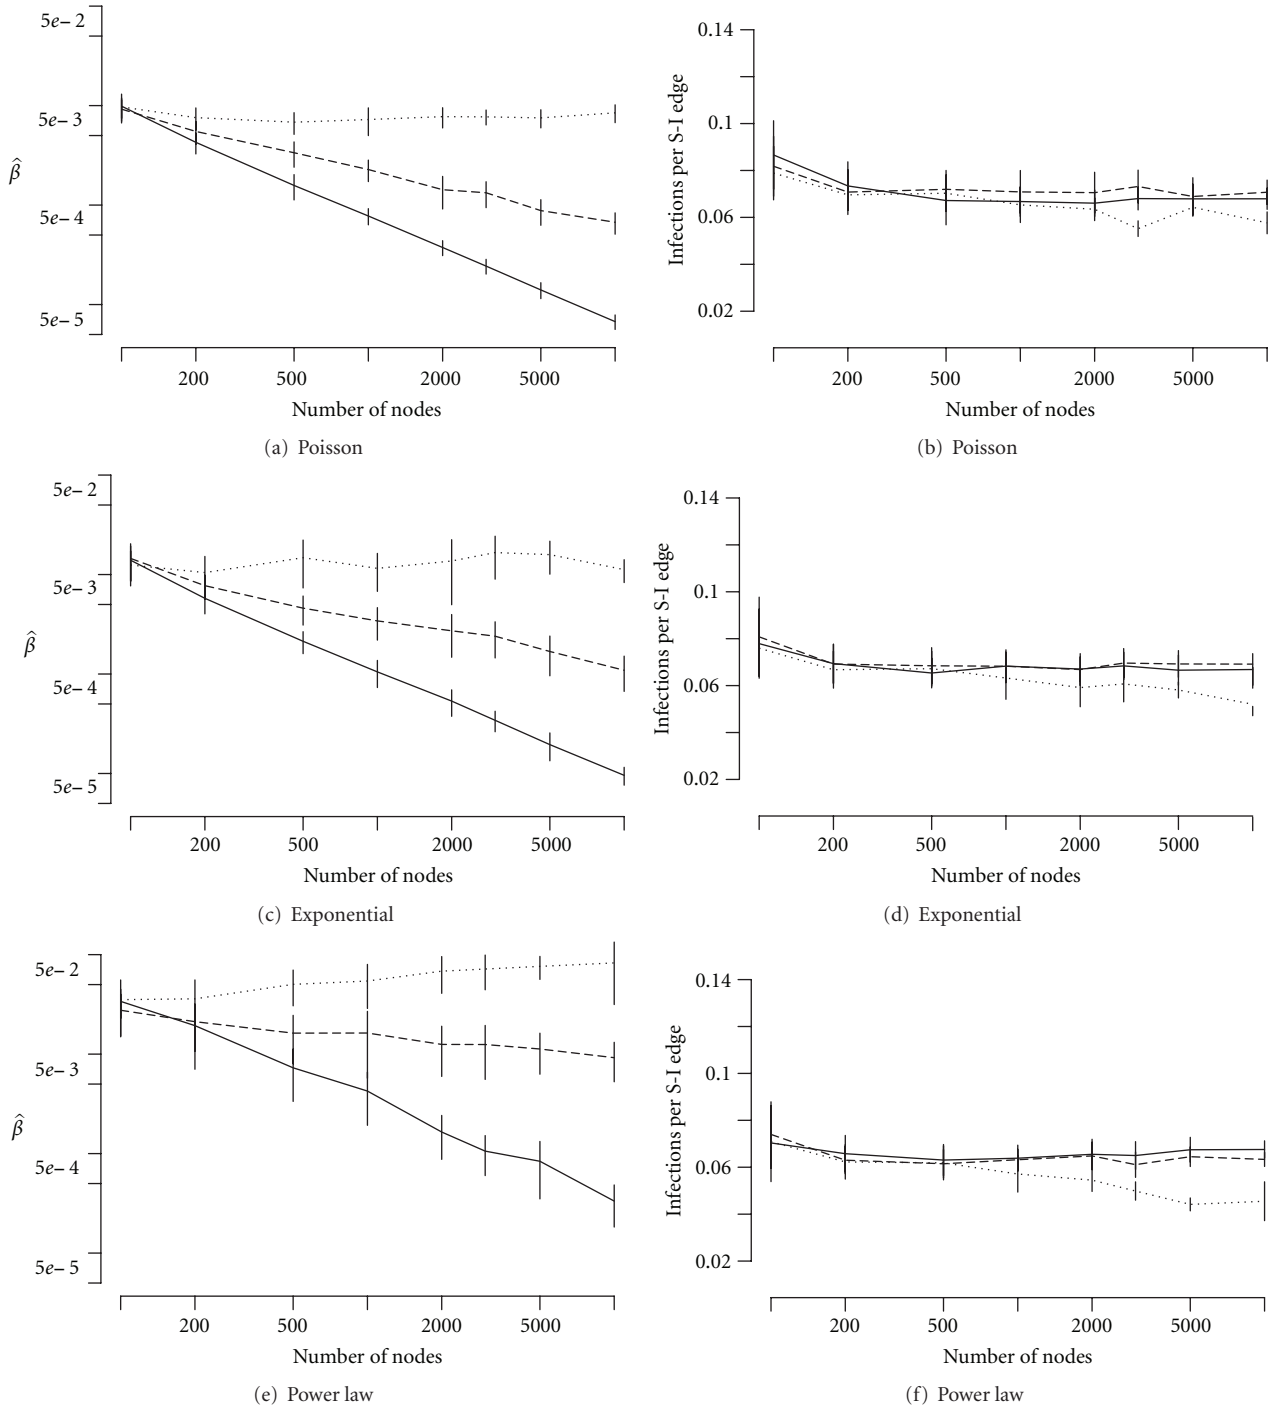 5e–2
5e–3
5e–4
5e–5
β̂
200 500 2000 5000
Number of nodes
(a) Poisson
0.14
0.1
0.06
0.02
Infections per S-I edge
200 500 2000 5000
Number of nodes
(b) Poisson
5e–2
5e–3
5e–4
5e–5
β̂
200 500 2000 5000
Number of nodes
(c) Exponential
0.14
0.1
0.06
0.02
Infections per S-I edge
200 500 2000 5000
Number of nodes
(d) Exponential
5e–2
5e–3
5e–4
5e–5
β̂
200 500 2000 5000
Number of nodes
(e) Power law
0.14
0.1
0.06
0.02
Infections per S-I edge
200 500 2000 5000
Number of nodes
(f) Power law